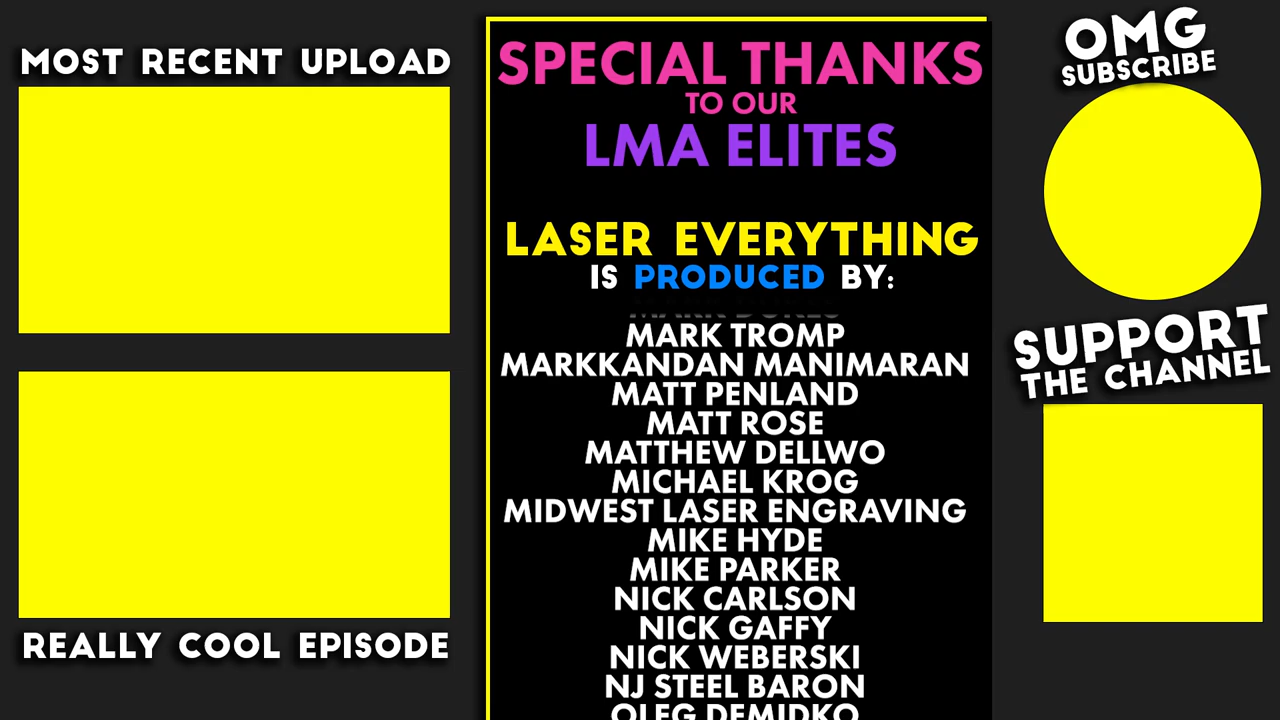 MOST RECENT UPLOAD
REALLY COOL EPISODE
SPECIAL THANKS
TO OUR
LMA ELITES
LASER EVERYTHING
IS PRODUCED BY:
MARK TROMP
MARKKANDAN MANIMARAN
MATT PENLAND
MATT ROSE
MATTHEW DELLWO
MICHAEL KROG
MIDWEST LASER ENGRAVING
MIKE HYDE
MIKE PARKER
NICK CARLSON
NICK GAFFY
NICK WEBERSKI
NJ STEEL BARON
OLEG DEMIDKO
OMG
SUBSCRIBE
SUPPORT
THE CHANNEL